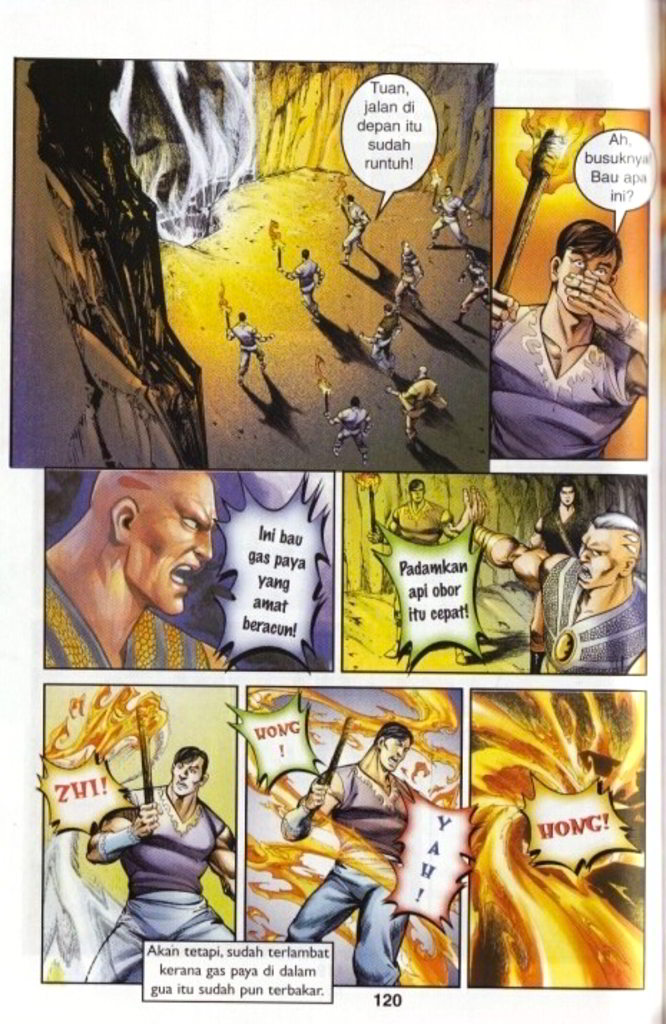 Tuan,
jalan di
depan itu
sudah
runtuh!
Ah,
busuknya!
Bau apa
ini?
Ini bau
gas paya
yang
amat
beracun!
Padamkan
api obor
itu cepat!
ZHI!
HONG
!
YAH!
HONG!
Akan tetapi, sudah terlambat
kerana gas paya di dalam
gua itu sudah pun terbakar.
120